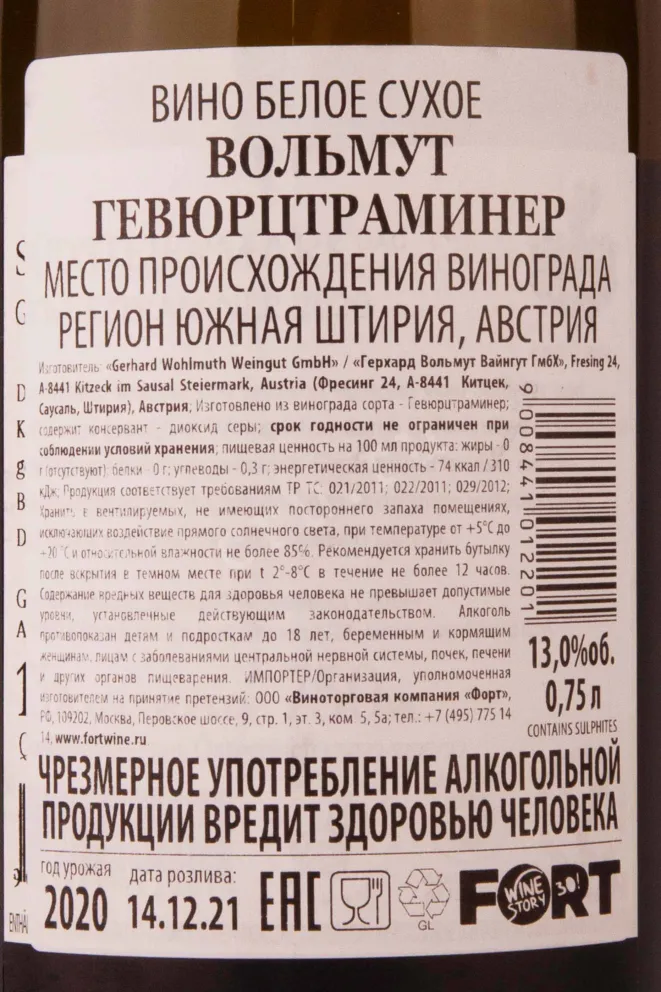 ВИНО БЕЛОЕ СУХОЕ
ВОЛЬМУТ
ГЕВЮРЦТРАМИНЕР
МЕСТО ПРОИСХОЖДЕНИЯ ВИНОГРАДА
РЕГИОН ЮЖНАЯ ШТИРИЯ, АВСТРИЯ
Изготовитель: «Gerhard Wohlmuth Weingut GmbH» / «Герхард Вольмут Вайнгут ГмбХ», Fresing 24,
A-8441 Kitzeck im Sausal Steiermark, Austria (Фресинг 24, А-8441 Китцек,
Саусаль, Штирия), Австрия; Изготовлено из винограда сорта - Гевюрцтраминер;
содержит консервант - диоксид серы; срок годности не ограничен при
соблюдении условий хранения; пищевая ценность на 100 мл продукта: жиры - 0
г (отсутствуют); белки - 0 г; углеводы - 0,3 г; энергетическая ценность - 74 ккал / 310
кДж; Продукция соответствует требованиям ТР ТС: 021/2011; 022/2011; 029/2012;
Хранить в вентилируемых, не имеющих постороннего запаха помещениях,
исключающих воздействие прямого солнечного света, при температуре от +5°С до
+20 °С и относительной влажности не более 85%. Рекомендуется хранить бутылку
после вскрытия в темном месте при t 2°-8°С в течение не более 12 часов.
Содержание вредных веществ для здоровья человека не превышает допустимые
уровни, установленные действующим законодательством. Алкоголь
противопоказан детям и подросткам до 18 лет, беременным и кормящим
женщинам, лицам с заболеваниями центральной нервной системы, почек, печени
и других органов пищеварения. ИМПОРТЕР/Организация, уполномоченная
изготовителем на принятие претензий: ООО «Виноторговая компания «Форт»,
РФ, 109202, Москва, Перовское шоссе, 9, стр. 1, эт. 3, ком 5, 5а; тел.: +7 (495) 775 14
14, www.fortwine.ru
9 008441 012201
13,0%об.
0,75 л
CONTAINS SULPHITES
ЧРЕЗМЕРНОЕ УПОТРЕБЛЕНИЕ АЛКОГОЛЬНОЙ
ПРОДУКЦИИ ВРЕДИТ ЗДОРОВЬЮ ЧЕЛОВЕКА
год урожая
2020
дата розлива:
14.12.21
EAC
GL
FORT
WINE STORY
30!